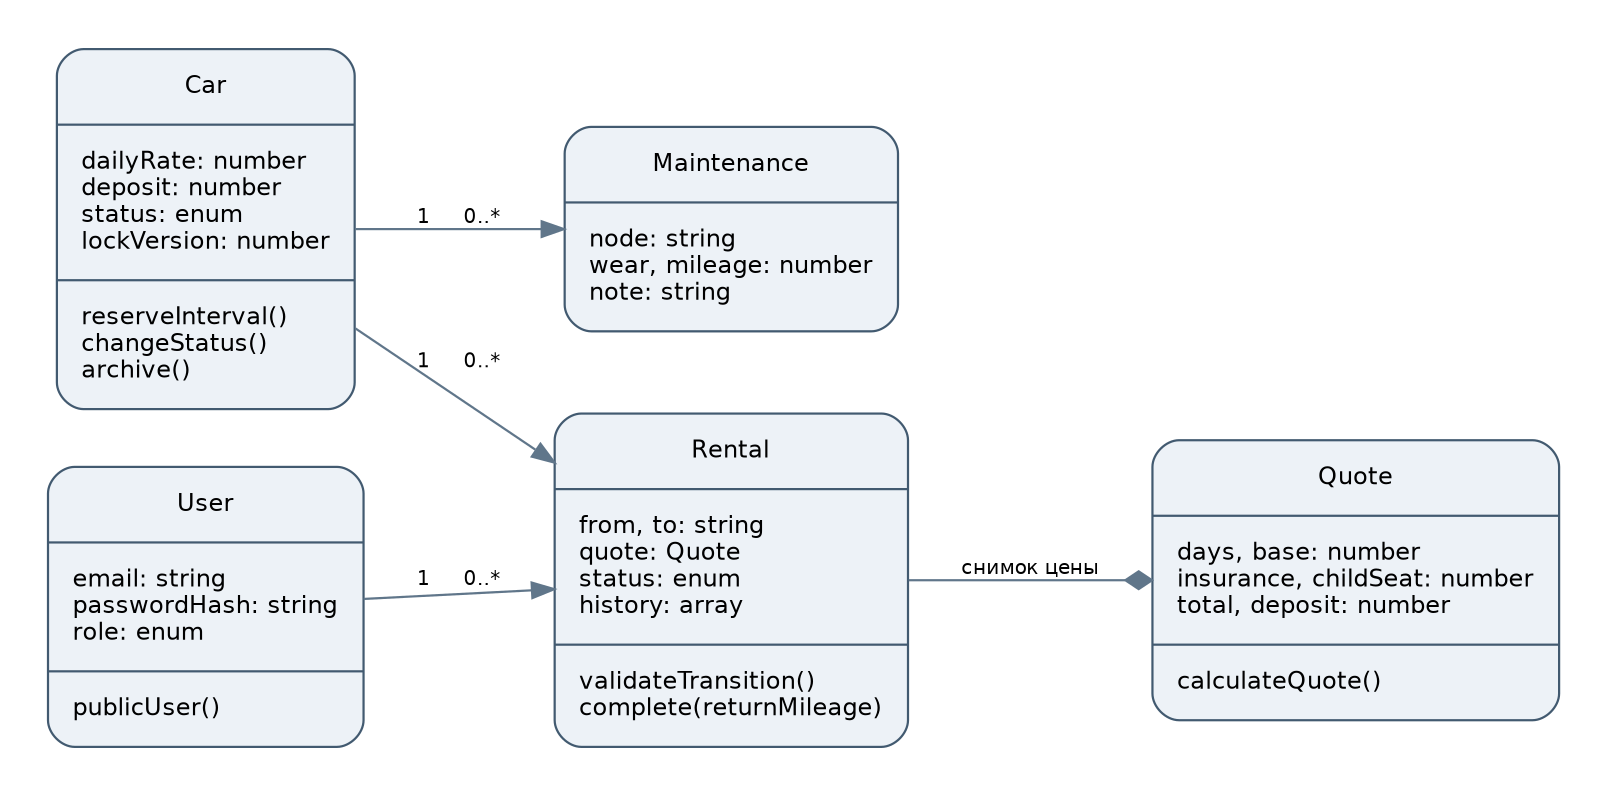 Car
dailyRate: number
deposit: number
status: enum
lockVersion: number
reserveInterval()
changeStatus()
archive()
1 0..*
Maintenance
node: string
wear, mileage: number
note: string
1 0..*
User
email: string
passwordHash: string
role: enum
publicUser()
1 0..*
Rental
from, to: string
quote: Quote
status: enum
history: array
validateTransition()
complete(returnMileage)
снимок цены
Quote
days, base: number
insurance, childSeat: number
total, deposit: number
calculateQuote()